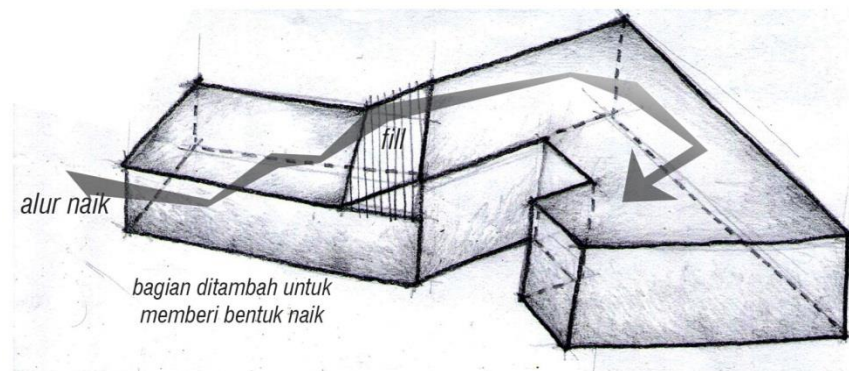 fill
alur naik
bagian ditambah untuk
memberi bentuk naik